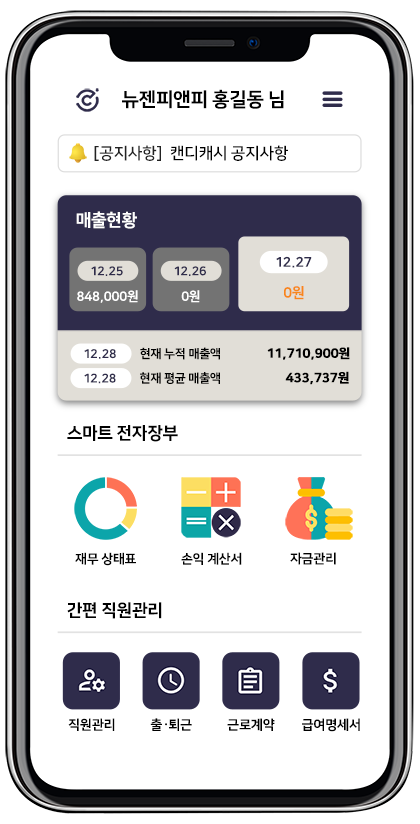 뉴젠피앤피 홍길동 님
[공지사항] 캔디캐시 공지사항
매출현황
12.25 12.26 12.27
848,000원 0원 0원
12.28 현재 누적 매출액 11,710,900원
12.28 현재 평균 매출액 433,737원
스마트 전자장부
재무 상태표 손익 계산서 자금관리
간편 직원관리
직원관리 출·퇴근 근로계약 급여명세서